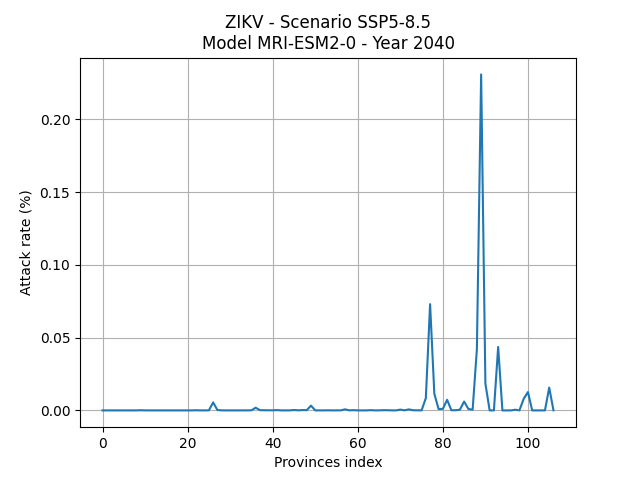 ZIKV - Scenario SSP5-8.5
Model MRI-ESM2-0 - Year 2040
Attack rate (%)
0.20
0.15
0.10
0.05
0.00
0 20 40 60 80 100
Provinces index